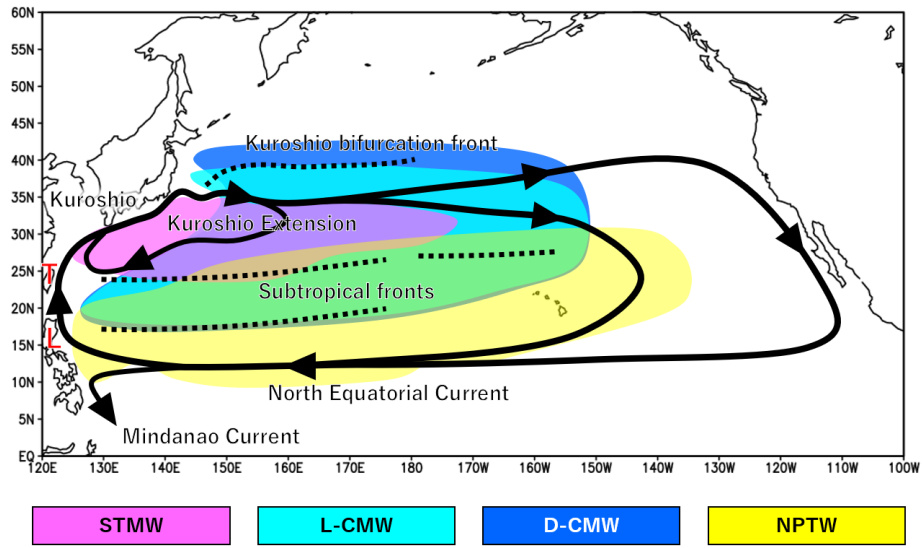 60N
50N
45N
40N
35N
30N
25N
20N
15N
10N
5N
EQ
Kuroshio bifurcation front
Kuroshio
Kuroshio Extension
T
Subtropical fronts
L
North Equatorial Current
Mindanao Current
120E 130E 140E 150E 160E 170E 180 170W 160W 150W 140W 130W 120W 110W 100W
STMW L-CMW D-CMW NPTW